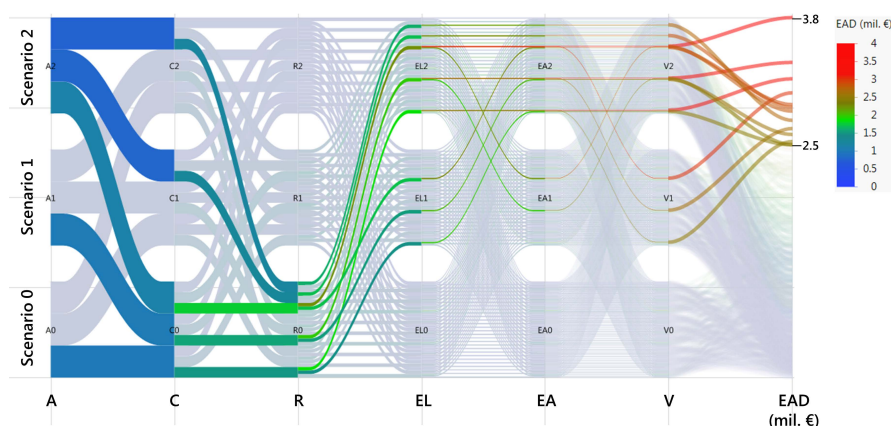 EAD (mil. €)
4
3.5
3
2.5
2
1.5
1
0.5
0
3.8
2.5
Scenario 2
Scenario 1
Scenario 0
A2
C2
R2
EL2
EA2
V2
A1
C1
R1
EL1
EA1
V1
A0
C0
R0
EL0
EA0
V0
A
C
R
EL
EA
V
EAD
(mil. €)